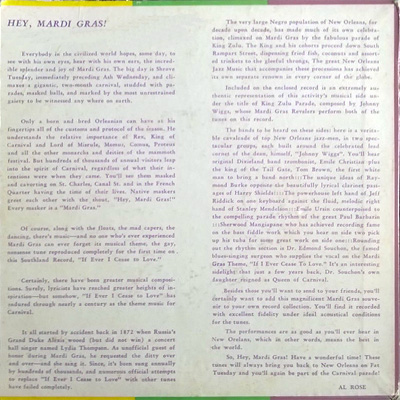 HEY, MARDI GRAS!
Everybody in the civilized world hopes, some day, to
see with his own eyes, hear with his own ears, the incred-
ible splendor and joy of Mardi Gras. The big day is Shrove
Tuesday, immediately preceding Ash Wednesday, and cli-
maxes a gigantic, two-month carnival, studded with pa-
rades, masked balls, and marked by the most unrestrained
gaiety to be witnessed any where on earth.
Only a born and bred Orleanian can have at his
fingertips all of the customs and protocol of the season. He
understands the relative importance of Rex, King of
Carnival and Lord of Misrule, Momus, Comus, Proteus
and all the other monarchs and deities of the mammoth
festival. But hundreds of thousands of casual visitors leap
into the spirit of Carnival, regardless of what their in-
tentions were when they came. You'll see them masked
and cavorting on St. Charles, Canal St. and in the French
Quarter having the time of their lives. Native maskers
greet each other with the shout, "Hey, Mardi Gras!"
Every masker is a "Mardi Gras."
Of course, along with the floats, the mad capers, the
dancing, there's music—and no one who's ever experienced
Mardi Gras can ever forget its musical theme, the gay,
nonsense tune reproduced completely for the first time on
this Southland Record, "If Ever I Cease to Love."
Certainly, there have been greater musical composi-
tions. Surely, lyricists have reached greater heights of in-
spiration—but somehow, "If Ever I Cease to Love" has
endured through nearly a century as the theme music for
Carnival.
It all started by accident back in 1872 when Russia's
Grand Duke Alexis wooed (but did not win) a concert
hall singer named Lydia Thompson. As unofficial guest of
honor during Mardi Gras, he requested the ditty over
and over—and she sang it. Since, it's been sung annually
by hundreds of thousands, and numerous official attempts
to replace "If Ever I Cease to Love" with other tunes
have failed completely.
The very large Negro population of New Orleans, for
decade upon decade, has made much of its own celebra-
tion, climaxed on Mardi Gras by the fabulous parade of
King Zulu. The King and his cohorts proceed down South
Rampart Street, dispensing fried fish, coconuts and assort-
ed trinkets to the gleeful throngs. The great New Orleans
Jazz Music that accompanies these processions has achieved
its own separate renown in every corner of the globe.
Included on the enclosed record is an extremely au-
thentic representation of this activity's musical side un-
der the title of King Zulu Parade, composed by Johnny
Wiggs, whose Mardi Gras Revelers perform both of the
tunes on this record.
The bands to be heard on these sides: here is a verita-
ble cavalcade of top New Orleans jazz-men, in two spec-
tacular groups, each built around the celebrated lead
cornet of the dean, himself, "Johnny Wiggs". You'll hear
original Dixieland band trombonist, Emile Christian plus
the king of the Tail Gate, Tom Brown, the first white
man to bring a band north:::The unique ideas of Ray-
mond Burke opposite the beautifully lyrical clarinet pass-
ages of Harry Shields:::The powerhouse left hand of Jeff
Riddick on one keyboard against the fluid, melodic right
hand of Stanley Mendelson:::Emile Ursin counterposed to
the compelling parade rhythm of the great Paul Barbarin
:::Sherwood Mangiapane who has achieved recording fame
on the bass fiddle work which you hear on one side pick
up his tuba for some great work on side two:::Rounding
out the rhythm section is Dr. Edmond Souchon, the famed
blues-singing surgeon who supplies the vocal on the Mardi
Gras Theme, "If I Ever Cease To Love." It's an interesting
sidelight that just a few years back, Dr. Souchon's own
daughter reigned as Queen of Carnival.
Besides those you'll want to send to your friends, you'll
certainly want to add this magnificent Mardi Gras souve-
nir to your own record collection. You'll find it recorded
with excellent fidelity under ideal acoustical conditions
for the tunes.
The performances are as good as you'll ever hear in
New Orleans, which in other words, means the best in
the world.
So, Hey, Mardi Gras! Have a wonderful time! These
tunes will always bring you back to New Orleans on Fat
Tuesday and you'll again be part of the Carnival parade!
AL ROSE